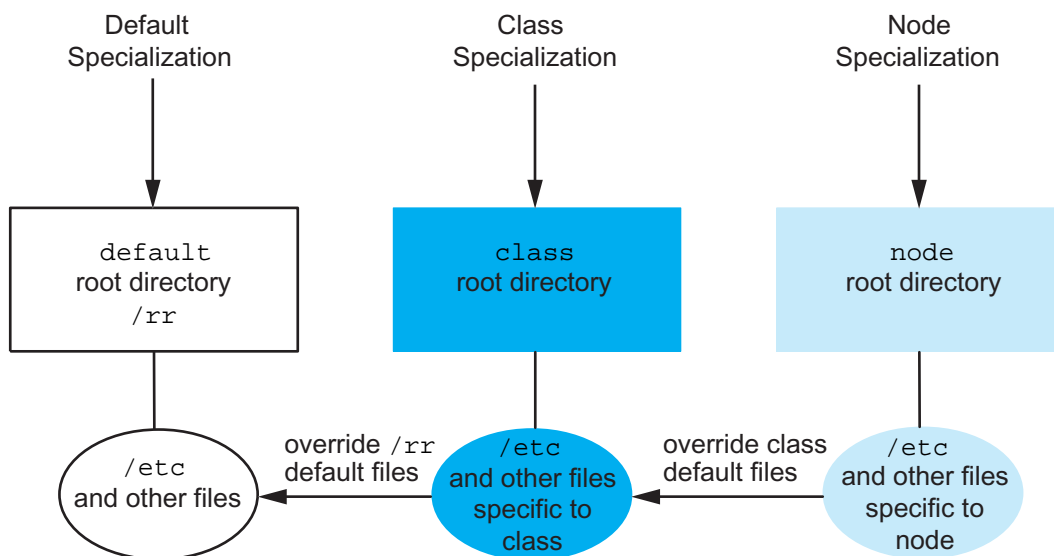 Default
Specialization
Class
Specialization
Node
Specialization
default
root directory
/rr
class
root directory
node
root directory
/etc
and other files
override /rr
default files
/etc
and other files
specific to
class
override class
default files
/etc
and other files
specific to
node